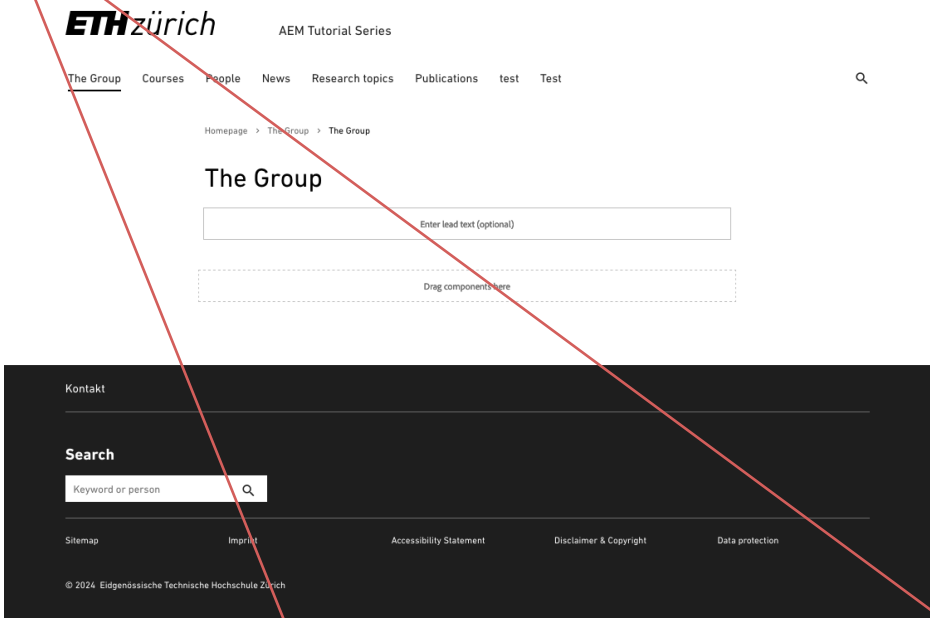 ETH zürich
AEM Tutorial Series
The Group Courses People News Research topics Publications test Test
Homepage > The Group > The Group
The Group
Enter lead text (optional)
Drag components here
Kontakt
Search
Keyword or person
Sitemap Imprint Accessibility Statement Disclaimer & Copyright Data protection
© 2024 Eidgenössische Technische Hochschule Zürich